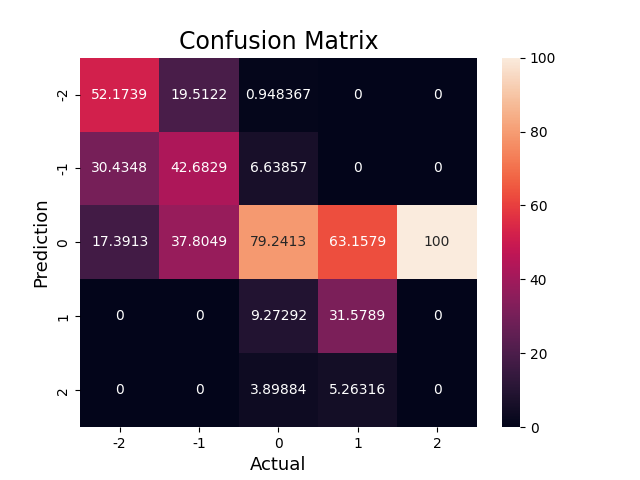 Confusion Matrix
-2 52.1739 19.5122 0.948367 0 0
-1 30.4348 42.6829 6.63857 0 0
0 17.3913 37.8049 79.2413 63.1579 100
1 0 0 9.27292 31.5789 0
2 0 0 3.89884 5.26316 0
-2 -1 0 1 2
Prediction
Actual
100
80
60
40
20
0